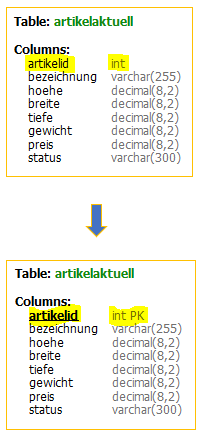 Table: artikelaktuell
Columns:
artikelid int
bezeichnung varchar(255)
hoehe decimal(8,2)
breite decimal(8,2)
tiefe decimal(8,2)
gewicht decimal(8,2)
preis decimal(8,2)
status varchar(300)
Table: artikelaktuell
Columns:
artikelid int PK
bezeichnung varchar(255)
hoehe decimal(8,2)
breite decimal(8,2)
tiefe decimal(8,2)
gewicht decimal(8,2)
preis decimal(8,2)
status varchar(300)